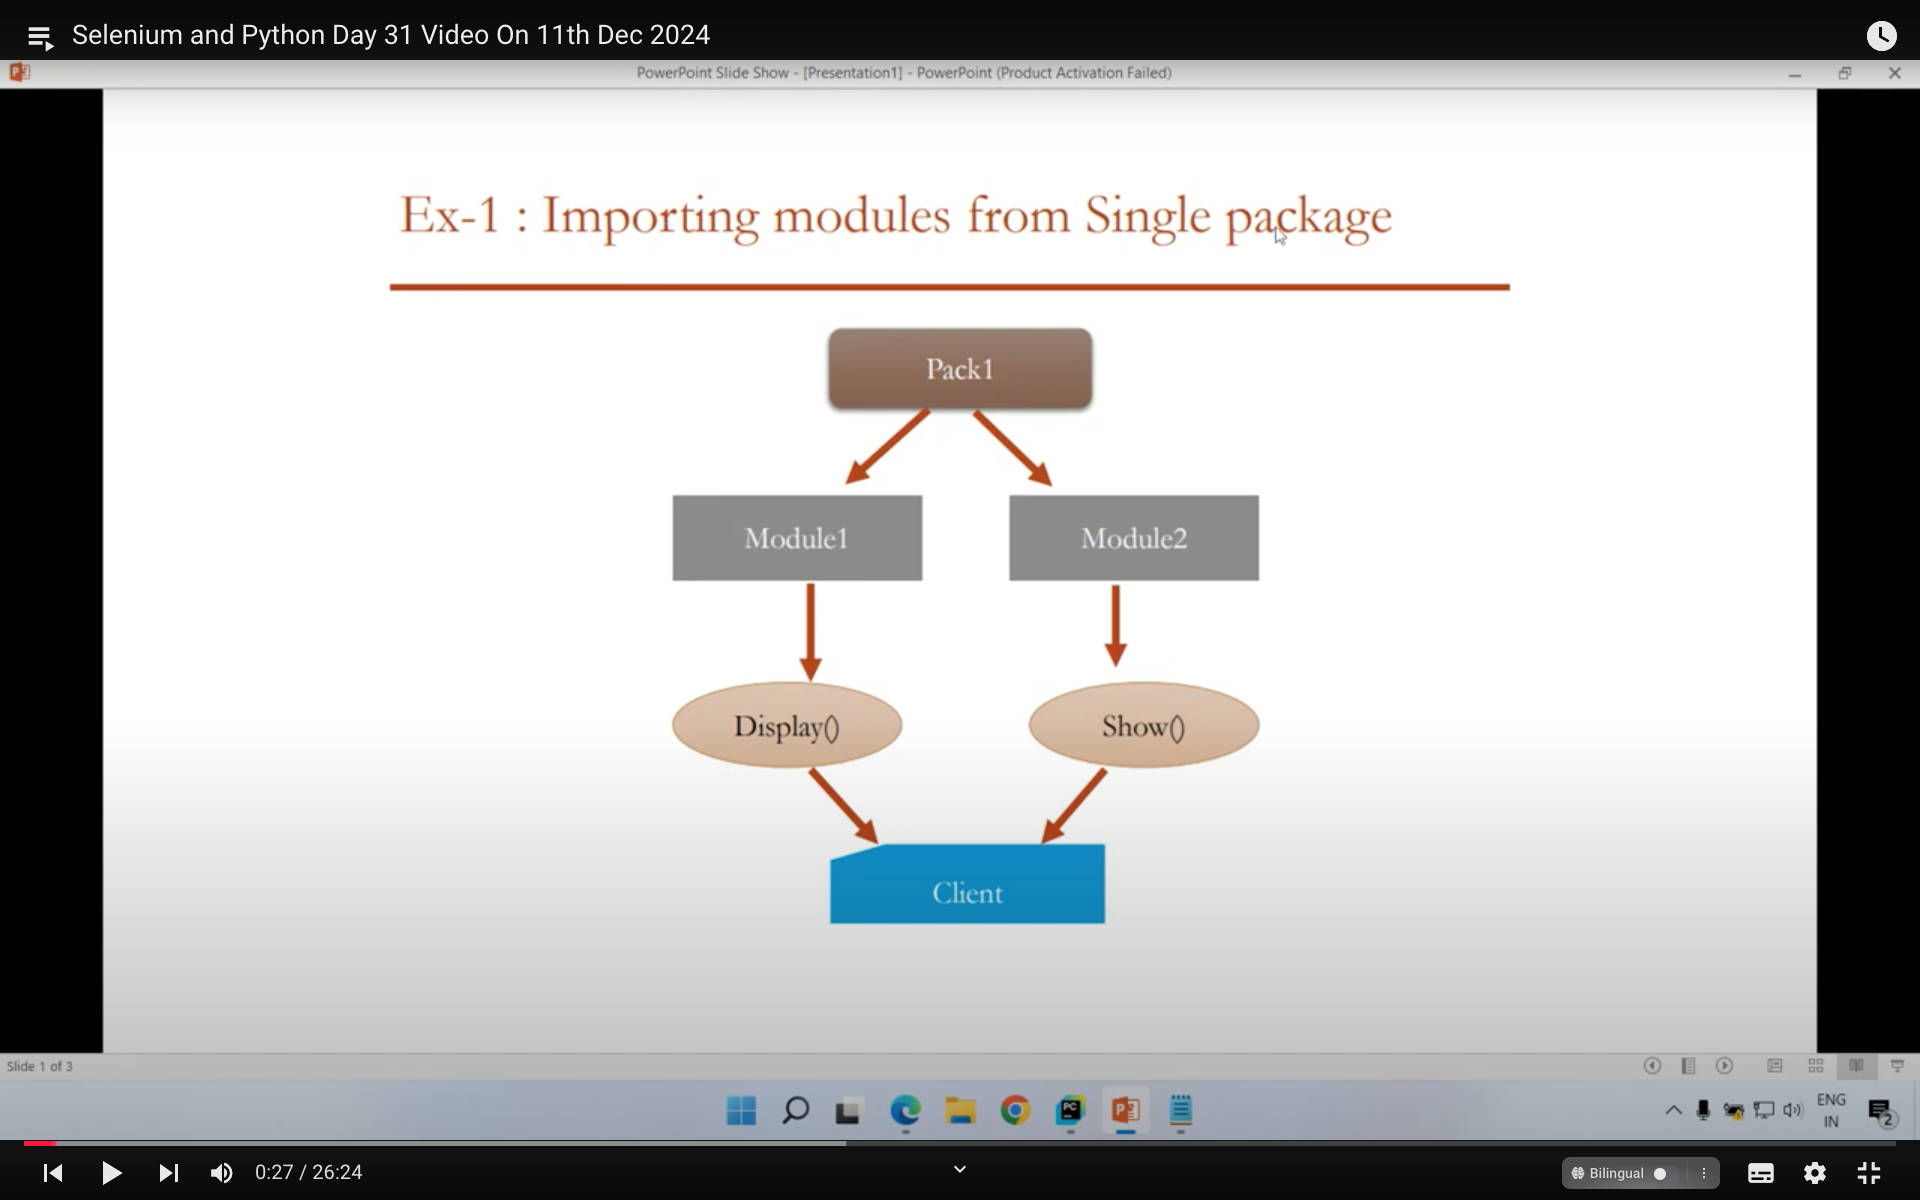 Selenium and Python Day 31 Video On 11th Dec 2024
PowerPoint Slide Show - [Presentation1] - PowerPoint (Product Activation Failed)
Ex-1 : Importing modules from Single package
Pack1
Module1
Module2
Display()
Show()
Client
Slide 1 of 3
PC
ENG
IN
2
0:27 / 26:24
Bilingual